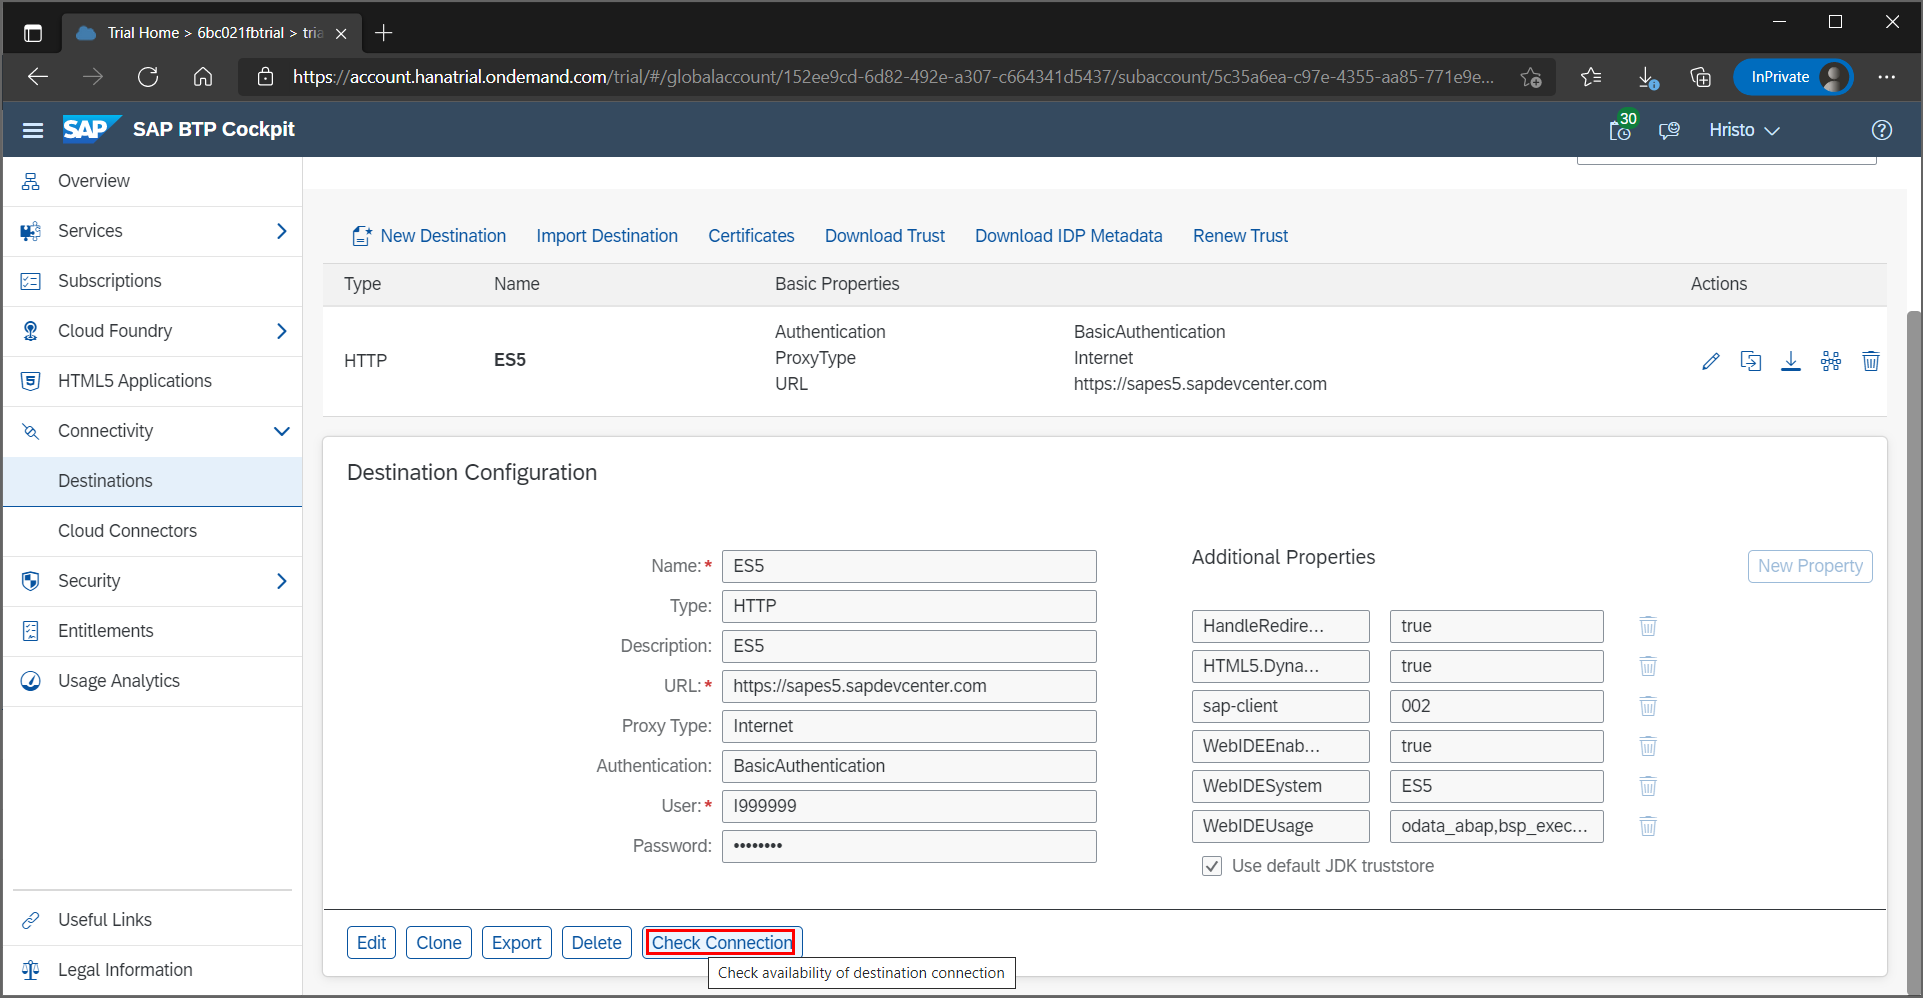 Trial Home > 6bc021fbtrial > tria
https://account.hanatrial.ondemand.com/trial/#/globalaccount/152ee9cd-6d82-492e-a307-c664341d5437/subaccount/5c35a6ea-c97e-4355-aa85-771e9e...
InPrivate
SAP
SAP BTP Cockpit
30
Hristo
Overview
Services
Subscriptions
Cloud Foundry
HTML5 Applications
Connectivity
Destinations
Cloud Connectors
Security
Entitlements
Usage Analytics
Useful Links
Legal Information
New Destination
Import Destination
Certificates
Download Trust
Download IDP Metadata
Renew Trust
Type Name Basic Properties Actions
HTTP ES5
Authentication BasicAuthentication
ProxyType Internet
URL https://sapes5.sapdevcenter.com
Destination Configuration
Name:* ES5
Type: HTTP
Description: ES5
URL:* https://sapes5.sapdevcenter.com
Proxy Type: Internet
Authentication: BasicAuthentication
User:* I999999
Password: ••••••••
Additional Properties
New Property
HandleRedire... true
HTML5.Dyna... true
sap-client 002
WebIDEEnab... true
WebIDESystem ES5
WebIDEUsage odata_abap,bsp_exec...
Use default JDK truststore
Edit
Clone
Export
Delete
Check Connection
Check availability of destination connection